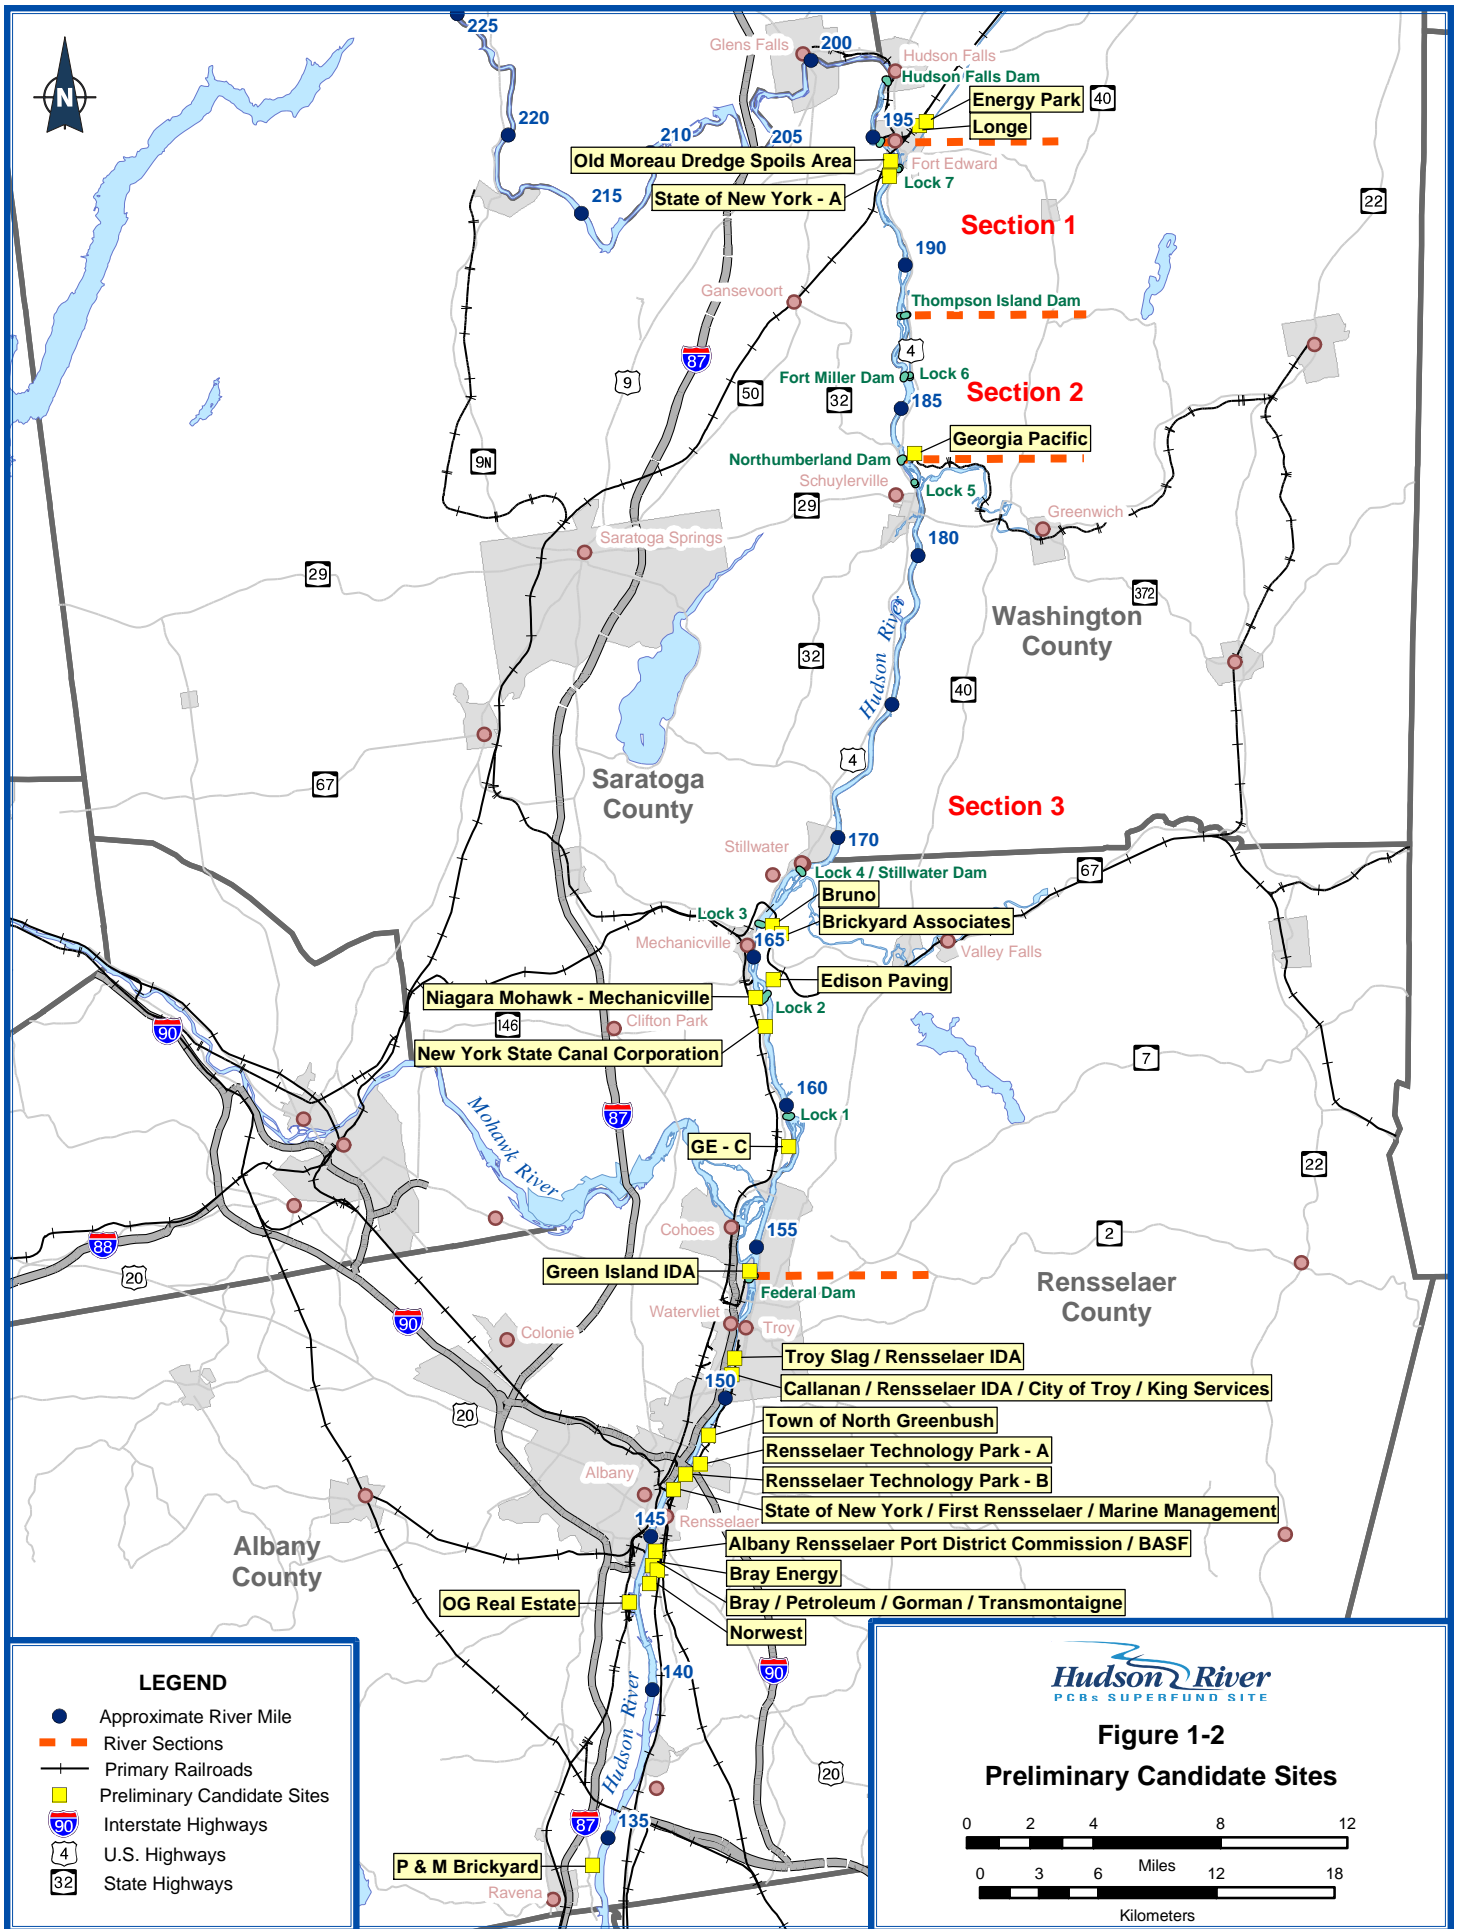 225
200
Glens Falls
Hudson Falls
Hudson Falls Dam
N
Energy Park
40
Longe
220
195
210
205
Old Moreau Dredge Spoils Area
Fort Edward
Lock 7
State of New York - A
215
22
Section 1
190
Gansevoort
Thompson Island Dam
87
4
9
50
Fort Miller Dam
Lock 6
32
185
Section 2
Georgia Pacific
Northumberland Dam
9N
Schuylerville
Lock 5
29
Greenwich
Saratoga Springs
180
29
372
Hudson River
Washington
County
32
40
4
Saratoga
County
67
Section 3
170
Stillwater
Lock 4 / Stillwater Dam
67
Bruno
Lock 3
Brickyard Associates
Mechanicville
165
Valley Falls
Edison Paving
Niagara Mohawk - Mechanicville
Lock 2
90
146
Clifton Park
New York State Canal Corporation
7
160
Mohawk River
87
Lock 1
GE - C
22
Cohoes
155
2
88
20
Green Island IDA
Federal Dam
Rensselaer
County
90
Watervliet
Troy
Colonie
Troy Slag / Rensselaer IDA
150
Callanan / Rensselaer IDA / City of Troy / King Services
20
Town of North Greenbush
Rensselaer Technology Park - A
Albany
Rensselaer Technology Park - B
State of New York / First Rensselaer / Marine Management
145
Rensselaer
Albany
County
Albany Rensselaer Port District Commission / BASF
Bray Energy
OG Real Estate
Bray / Petroleum / Gorman / Transmontaigne
Norwest
90
140
Hudson River
20
87
135
P & M Brickyard
Ravena
LEGEND
Approximate River Mile
River Sections
Primary Railroads
Preliminary Candidate Sites
90
Interstate Highways
4
U.S. Highways
32
State Highways
Hudson River
PCBs SUPERFUND SITE
Figure 1-2
Preliminary Candidate Sites
0 2 4 8 12
Miles
0 3 6 12 18
Kilometers